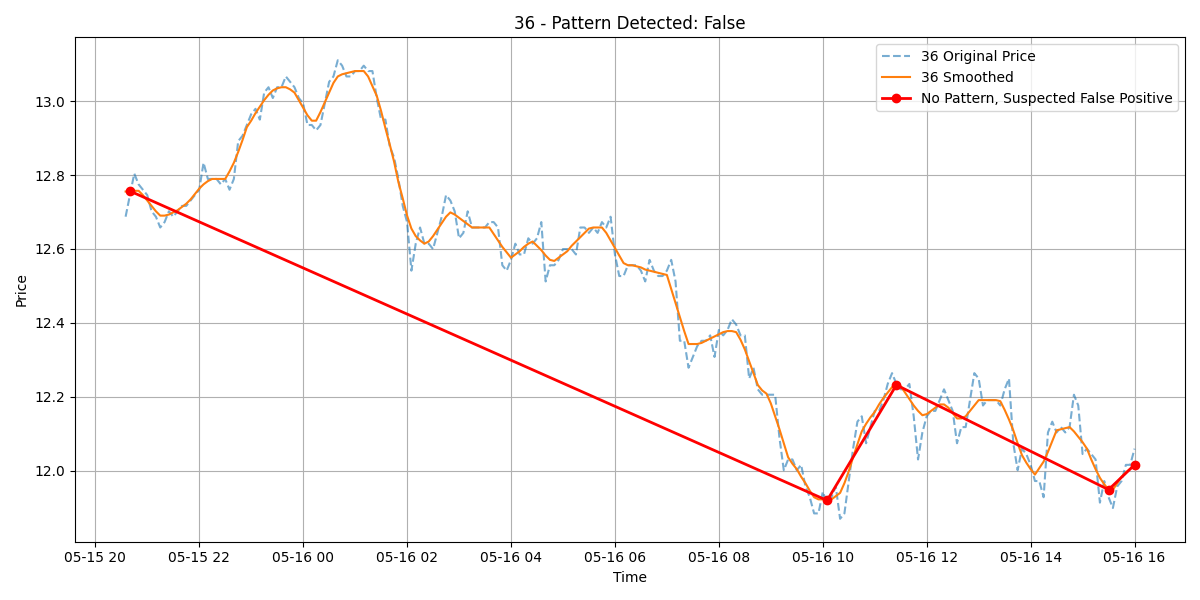 36 - Pattern Detected: False
36 Original Price
36 Smoothed
No Pattern, Suspected False Positive
Price
13.0
12.8
12.6
12.4
12.2
12.0
05-15 20 05-15 22 05-16 00 05-16 02 05-16 04 05-16 06 05-16 08 05-16 10 05-16 12 05-16 14 05-16 16
Time